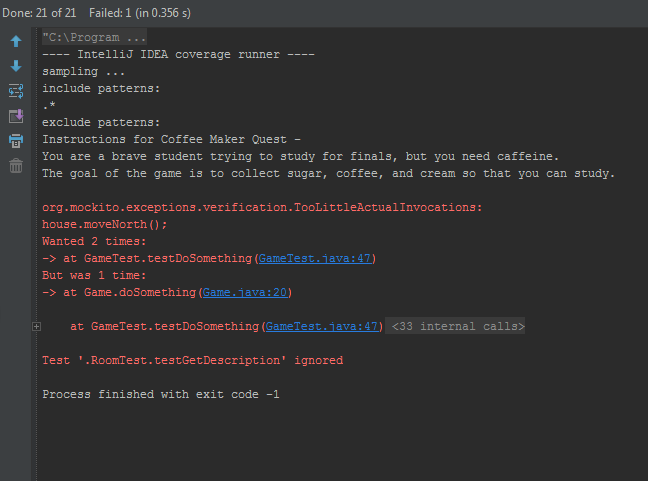 Done: 21 of 21 Failed: 1 (in 0.356 s)
"C:\Program ...
---- IntelliJ IDEA coverage runner ----
sampling ...
include patterns:
.*
exclude patterns:
Instructions for Coffee Maker Quest -
You are a brave student trying to study for finals, but you need caffeine.
The goal of the game is to collect sugar, coffee, and cream so that you can study.
org.mockito.exceptions.verification.TooLittleActualInvocations:
house.moveNorth();
Wanted 2 times:
-> at GameTest.testDoSomething(GameTest.java:47)
But was 1 time:
-> at Game.doSomething(Game.java:20)
at GameTest.testDoSomething(GameTest.java:47) <33 internal calls>
Test '.RoomTest.testGetDescription' ignored
Process finished with exit code -1